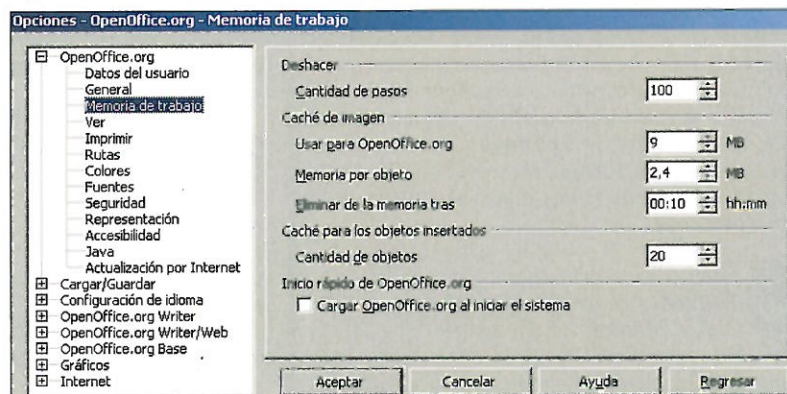 Opciones - OpenOffice.org - Memoria de trabajo
OpenOffice.org
Datos del usuario
General
Memoria de trabajo
Ver
Imprimir
Rutas
Colores
Fuentes
Seguridad
Representación
Accesibilidad
Java
Actualización por Internet
Cargar/Guardar
Configuración de idioma
OpenOffice.org Writer
OpenOffice.org Writer/Web
OpenOffice.org Base
Gráficos
Internet
Deshacer
Cantidad de pasos 100
Caché de imagen
Usar para OpenOffice.org 9 MB
Memoria por objeto 2,4 MB
Eliminar de la memoria tras 00:10 hh:mm
Caché para los objetos insertados
Cantidad de objetos 20
Inicio rápido de OpenOffice.org
Cargar OpenOffice.org al iniciar el sistema
Aceptar Cancelar Ayuda Regresar